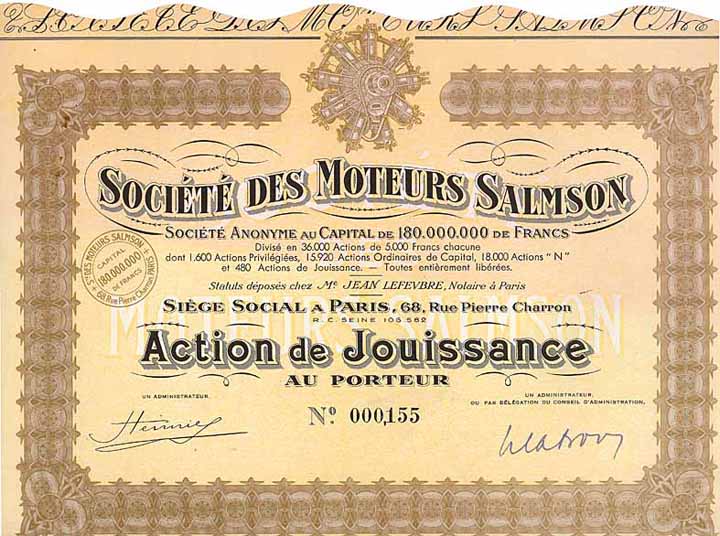 SOCIÉTÉ DES MOTEURS SALMSON
SOCIÉTÉ ANONYME AU CAPITAL DE 180.000.000 DE FRANCS
Divisé en 36.000 Actions de 5.000 Francs chacune
dont 1.600 Actions Privilégiées, 15.920 Actions Ordinaires de Capital, 18.000 Actions "N"
et 480 Actions de Jouissance. — Toutes entièrement libérées.
Sté DES MOTEURS SALMSON + PARIS + 68, Rue Pierre Charron +
CAPITAL
180.000.000
DE FRANCS
Statuts déposés chez Me JEAN LEFEVBRE, Notaire à Paris
SIÈGE SOCIAL A PARIS, 68, Rue Pierre Charron
R. C. SEINE 105.562
MOTEURS SALMSON
Action de Jouissance
AU PORTEUR
UN ADMINISTRATEUR.
UN ADMINISTRATEUR,
OU PAR DÉLÉGATION DU CONSEIL D'ADMINISTRATION,
No. 000,155